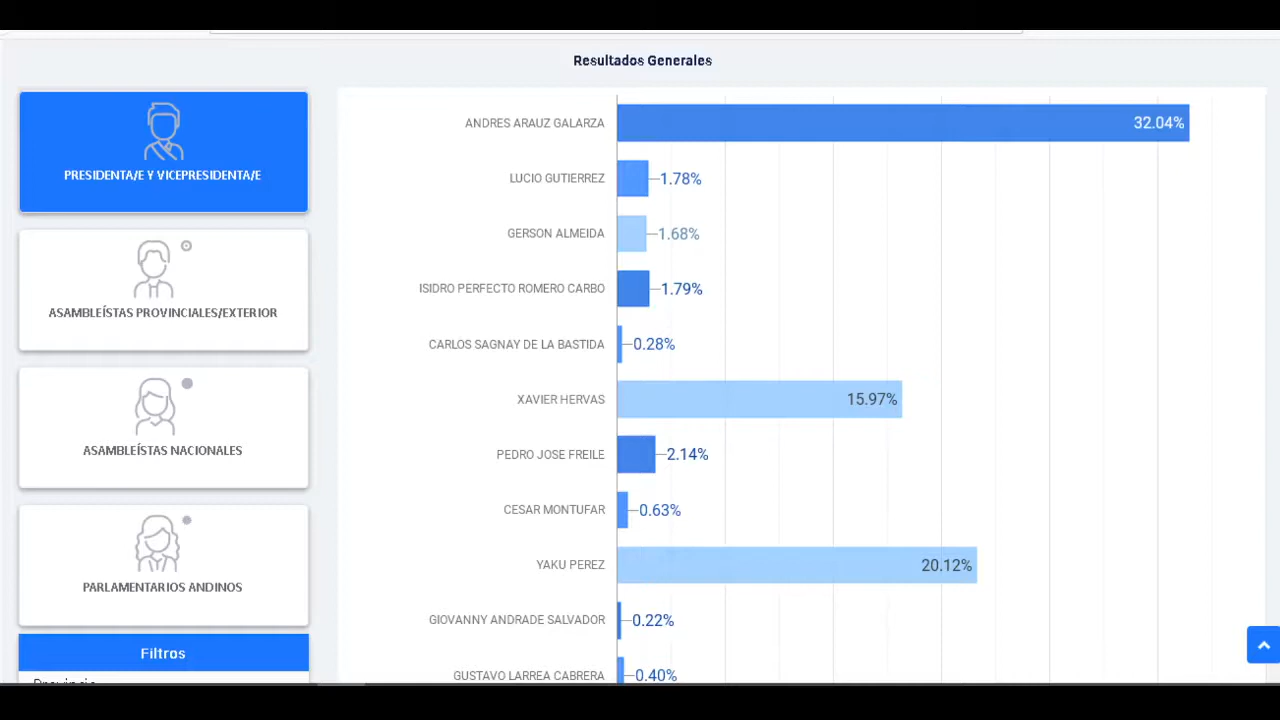 Resultados Generales
PRESIDENTA/E Y VICEPRESIDENTA/E
ASAMBLEÍSTAS PROVINCIALES/EXTERIOR
ASAMBLEÍSTAS NACIONALES
PARLAMENTARIOS ANDINOS
Filtros
Provincia
ANDRES ARAUZ GALARZA 32.04%
LUCIO GUTIERREZ 1.78%
GERSON ALMEIDA 1.68%
ISIDRO PERFECTO ROMERO CARBO 1.79%
CARLOS SAGNAY DE LA BASTIDA 0.28%
XAVIER HERVAS 15.97%
PEDRO JOSE FREILE 2.14%
CESAR MONTUFAR 0.63%
YAKU PEREZ 20.12%
GIOVANNY ANDRADE SALVADOR 0.22%
GUSTAVO LARREA CABRERA 0.40%